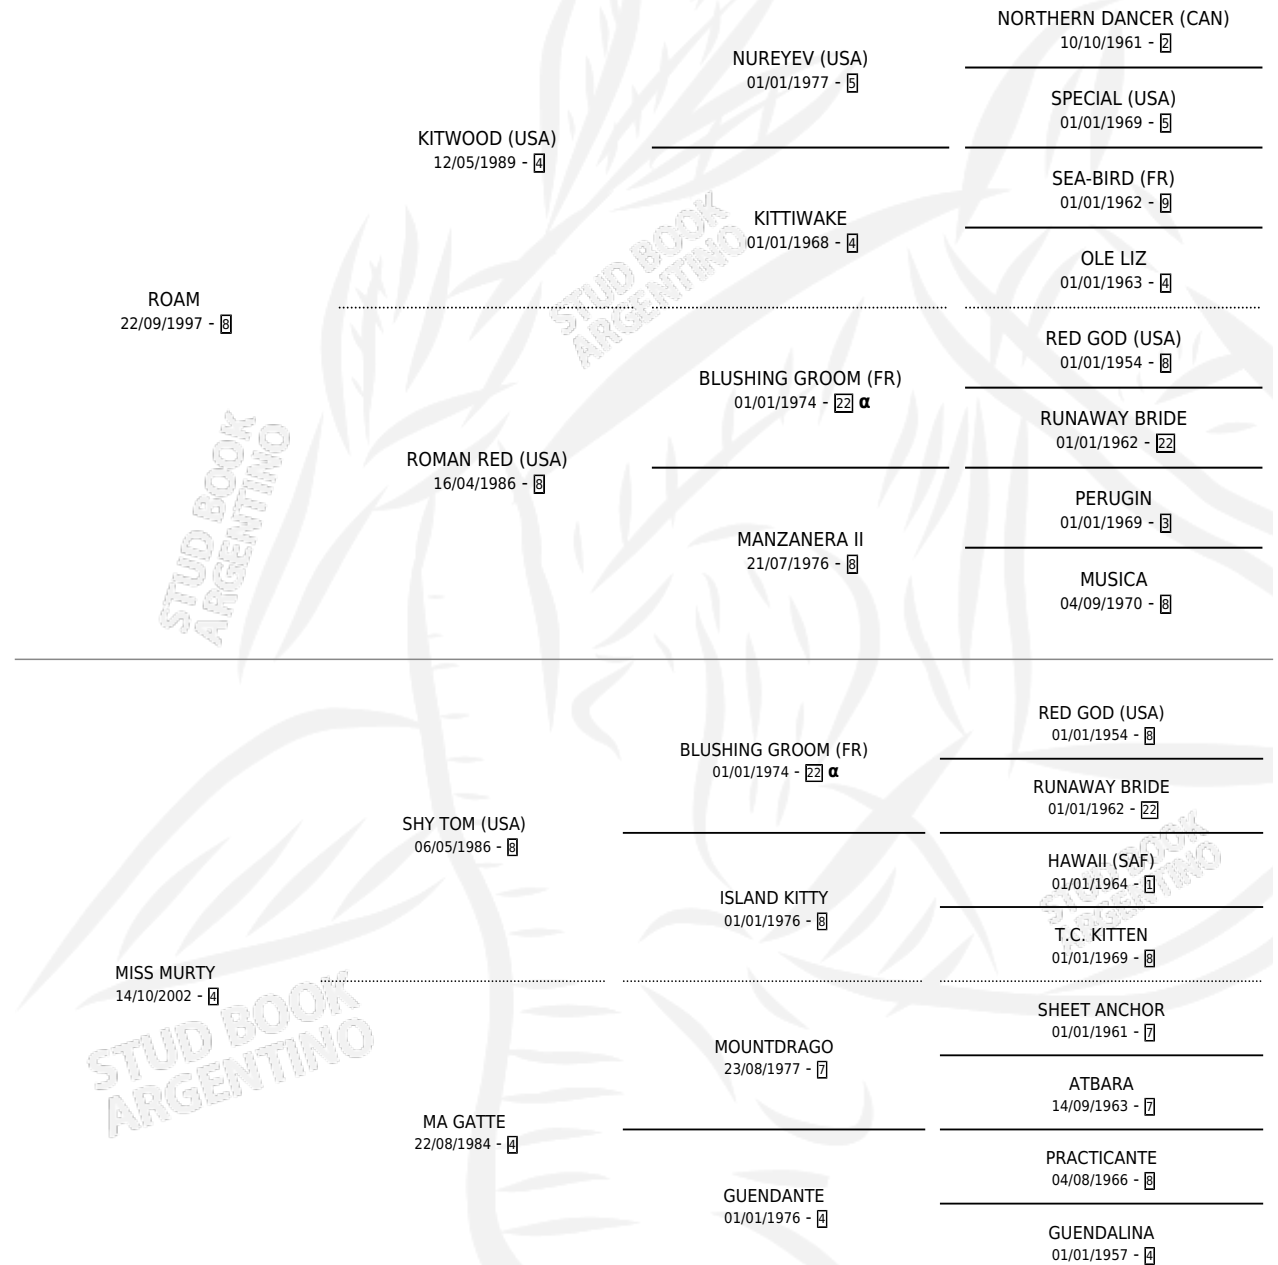 NORTHERN DANCER (CAN)
10/10/1961 - 2
NUREYEV (USA)
01/01/1977 - 5
SPECIAL (USA)
01/01/1969 - 5
KITWOOD (USA)
12/05/1989 - 4
SEA-BIRD (FR)
01/01/1962 - 9
KITTIWAKE
01/01/1968 - 4
OLE LIZ
01/01/1963 - 4
ROAM
22/09/1997 - 8
RED GOD (USA)
01/01/1954 - 8
BLUSHING GROOM (FR)
01/01/1974 - 22 α
RUNAWAY BRIDE
01/01/1962 - 22
ROMAN RED (USA)
16/04/1986 - 8
PERUGIN
01/01/1969 - 3
MANZANERA II
21/07/1976 - 8
MUSICA
04/09/1970 - 8
RED GOD (USA)
01/01/1954 - 8
BLUSHING GROOM (FR)
01/01/1974 - 22 α
RUNAWAY BRIDE
01/01/1962 - 22
SHY TOM (USA)
06/05/1986 - 8
HAWAII (SAF)
01/01/1964 - 1
ISLAND KITTY
01/01/1976 - 8
T.C. KITTEN
01/01/1969 - 8
MISS MURTY
14/10/2002 - 4
SHEET ANCHOR
01/01/1961 - 7
MOUNTDRAGO
23/08/1977 - 7
ATBARA
14/09/1963 - 7
MA GATTE
22/08/1984 - 4
PRACTICANTE
04/08/1966 - 8
GUENDANTE
01/01/1976 - 4
GUENDALINA
01/01/1957 - 4
STUD BOOK
ARGENTINO
STUD BOOK
ARGENTINO
STUD BOOK
ARGENTINO
STUD BOOK
ARGENTINO